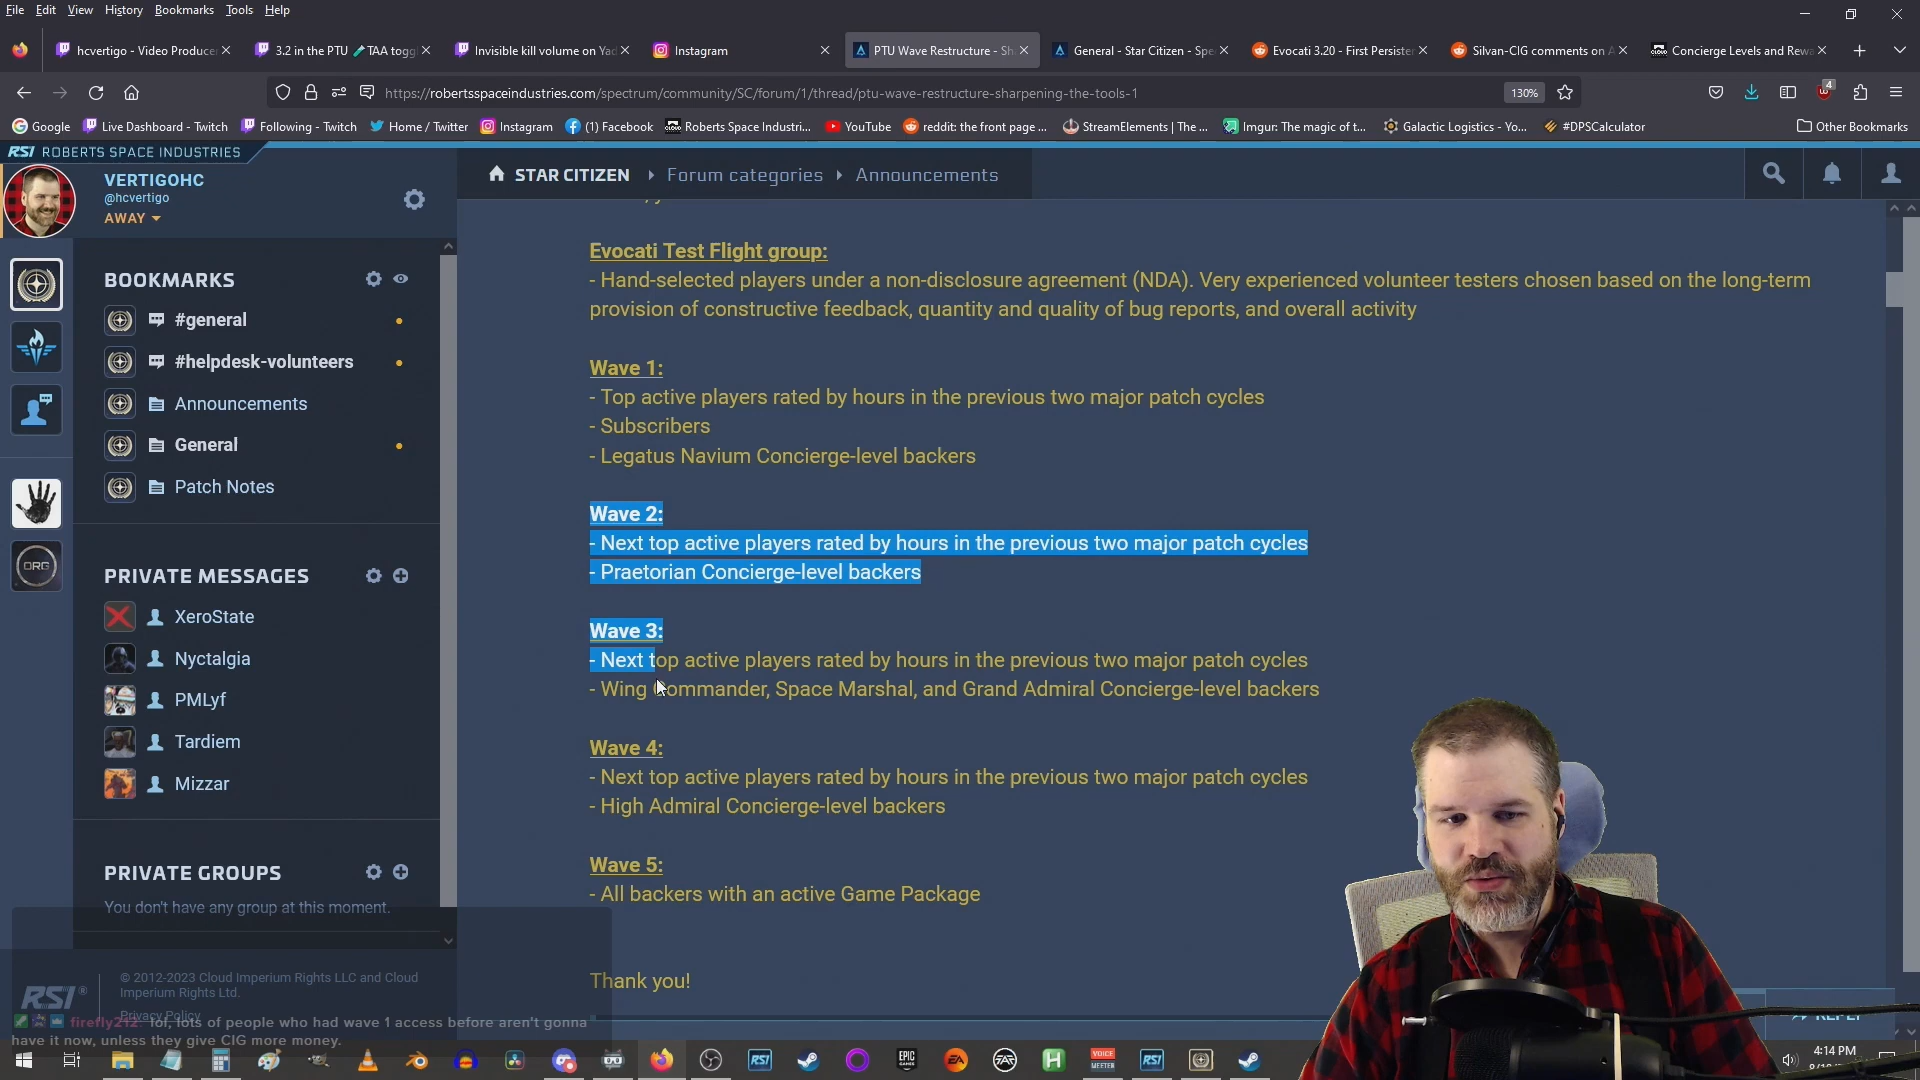 File Edit View History Bookmarks Tools Help
hcvertigo - Video Produce
3.2 in the PTU TAA togg
Invisible kill volume on Ya
Instagram
PTU Wave Restructure - Sh
General - Star Citizen - Spe
Evocati 3.20 - First Persiste
Silvan-CIG comments on A
Concierge Levels and Rewa
https://robertsspaceindustries.com/spectrum/community/SC/forum/1/thread/ptu-wave-restructure-sharpening-the-tools-1
130%
4
Google Live Dashboard - Twitch Following - Twitch Home / Twitter Instagram (1) Facebook Roberts Space Industri... YouTube reddit: the front page ... StreamElements | The ... Imgur: The magic of t... Galactic Logistics - Yo... #DPSCalculator Other Bookmarks
RSI ROBERTS SPACE INDUSTRIES
VERTIGOHC
@hcvertigo
AWAY
STAR CITIZEN Forum categories Announcements
BOOKMARKS
#general
#helpdesk-volunteers
Announcements
General
Patch Notes
ORG
PRIVATE MESSAGES
XeroState
Nyctalgia
PMLyf
Tardiem
Mizzar
PRIVATE GROUPS
You don't have any group at this moment.
RSI
© 2012-2023 Cloud Imperium Rights LLC and Cloud
Imperium Rights Ltd.
Privacy Policy
firefly212: lol, lots of people who had wave 1 access before aren't gonna
have it now, unless they give CIG more money.
Evocati Test Flight group:
- Hand-selected players under a non-disclosure agreement (NDA). Very experienced volunteer testers chosen based on the long-term
provision of constructive feedback, quantity and quality of bug reports, and overall activity
Wave 1:
- Top active players rated by hours in the previous two major patch cycles
- Subscribers
- Legatus Navium Concierge-level backers
Wave 2:
- Next top active players rated by hours in the previous two major patch cycles
- Praetorian Concierge-level backers
Wave 3:
- Next top active players rated by hours in the previous two major patch cycles
- Wing Commander, Space Marshal, and Grand Admiral Concierge-level backers
Wave 4:
- Next top active players rated by hours in the previous two major patch cycles
- High Admiral Concierge-level backers
Wave 5:
- All backers with an active Game Package
Thank you!
REPLY
RSI
EPIC GAMES
EA
H
VOICE MEETER
RSI
4:14 PM